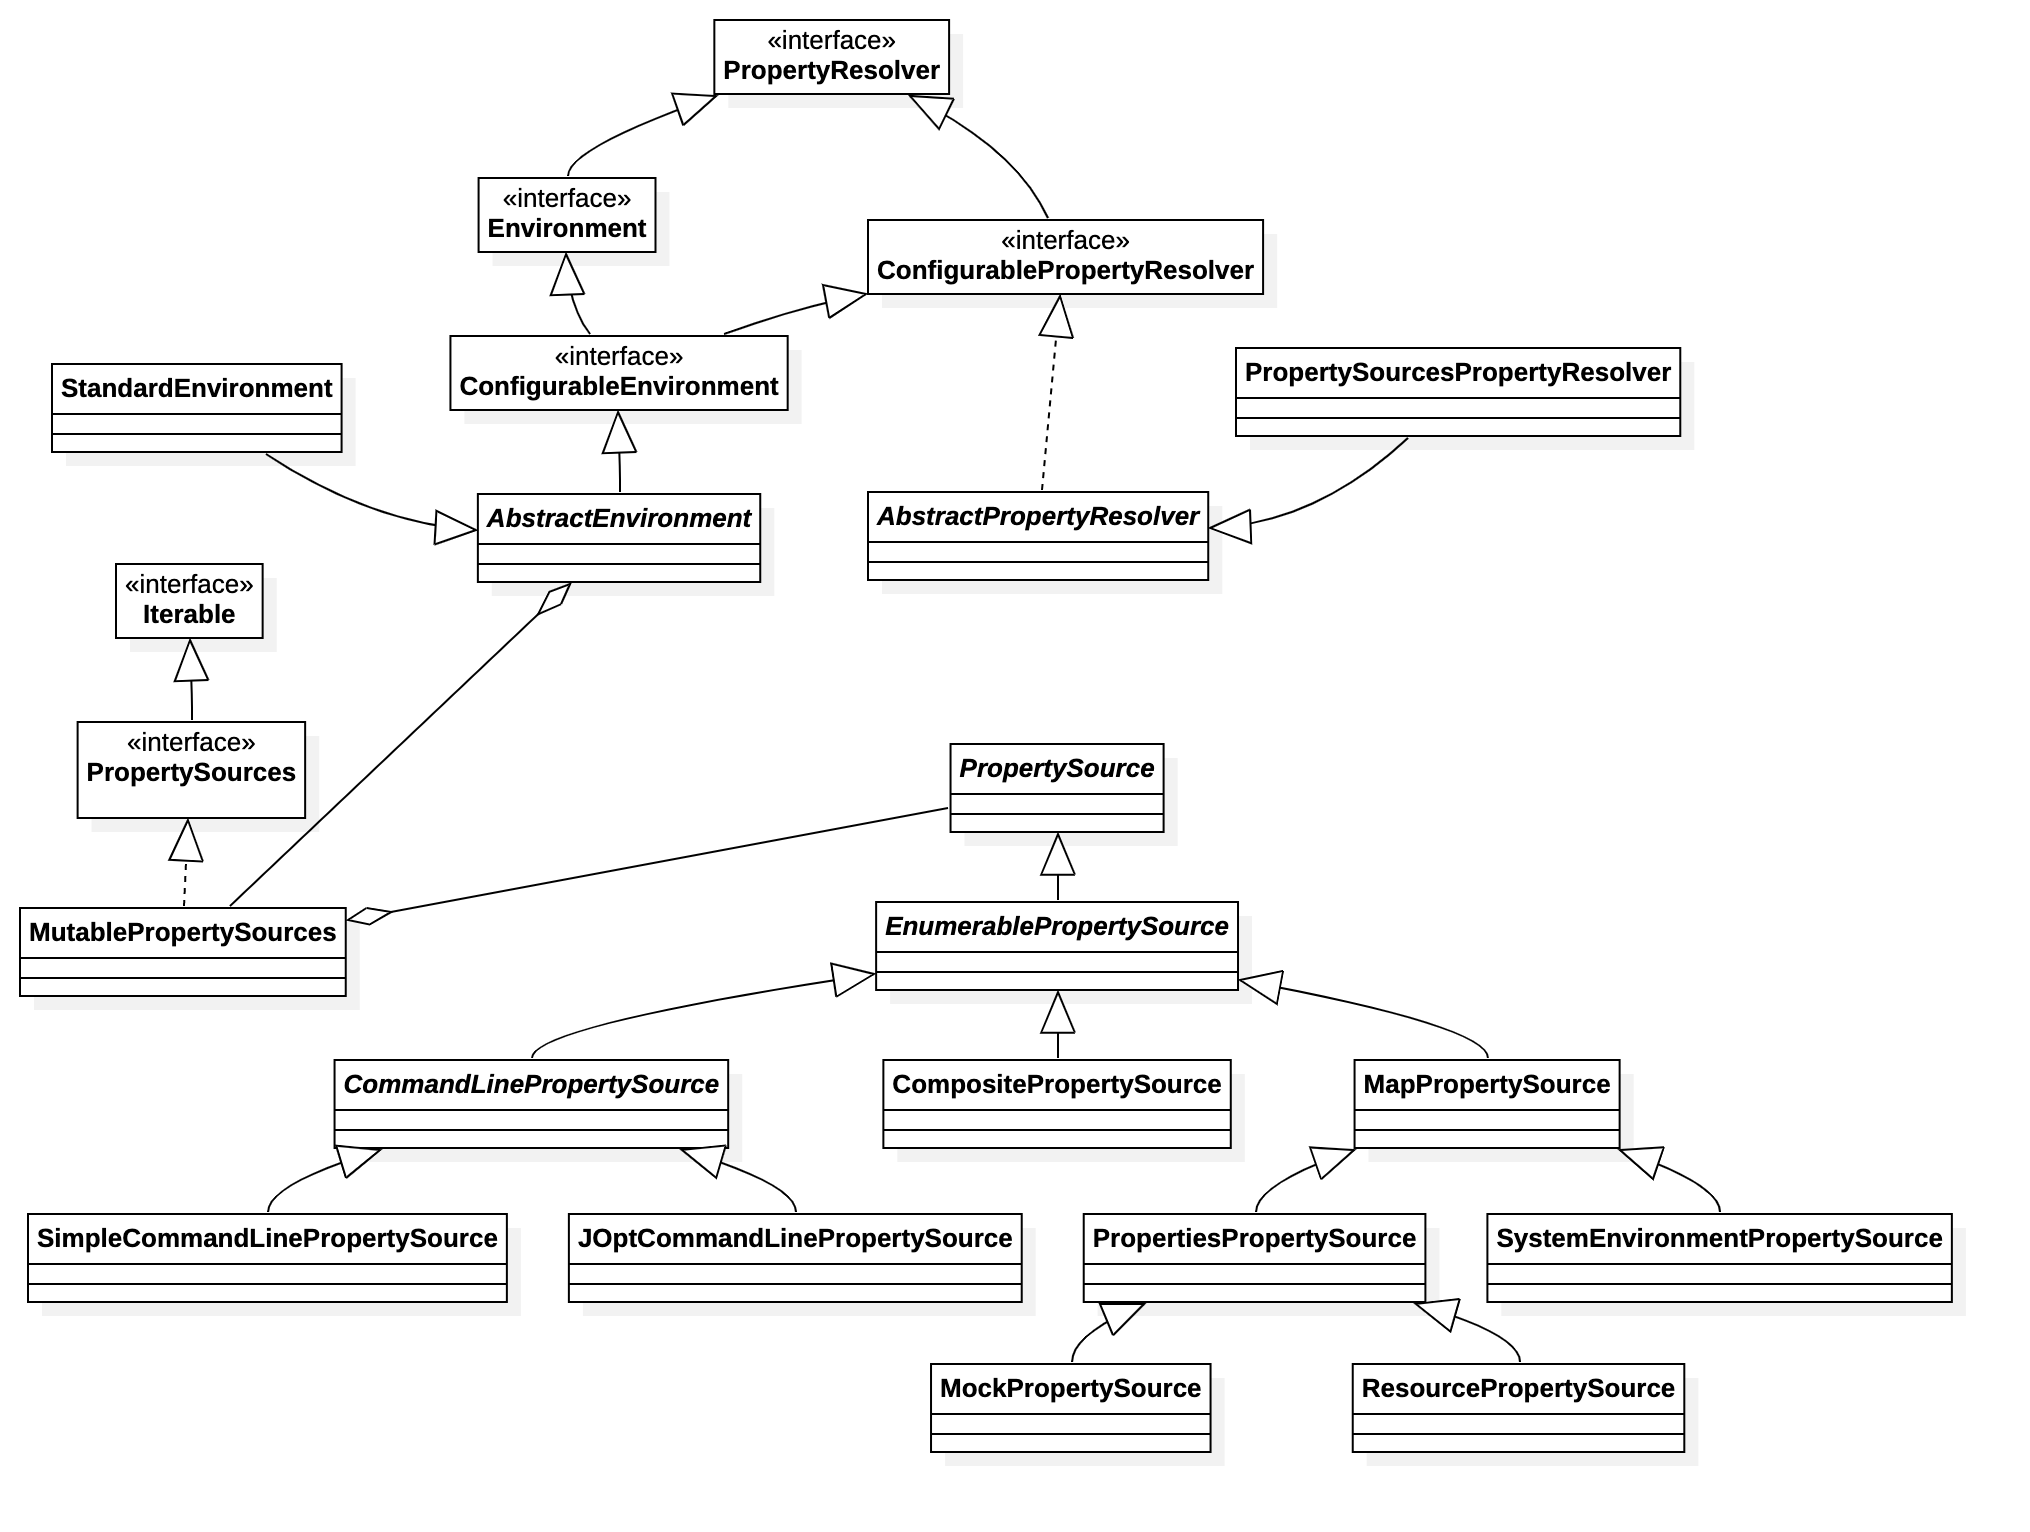 «interface»
PropertyResolver
«interface»
Environment
«interface»
ConfigurablePropertyResolver
«interface»
ConfigurableEnvironment
StandardEnvironment
PropertySourcesPropertyResolver
AbstractEnvironment
AbstractPropertyResolver
«interface»
Iterable
«interface»
PropertySources
PropertySource
MutablePropertySources
EnumerablePropertySource
CommandLinePropertySource
CompositePropertySource
MapPropertySource
SimpleCommandLinePropertySource
JOptCommandLinePropertySource
PropertiesPropertySource
SystemEnvironmentPropertySource
MockPropertySource
ResourcePropertySource